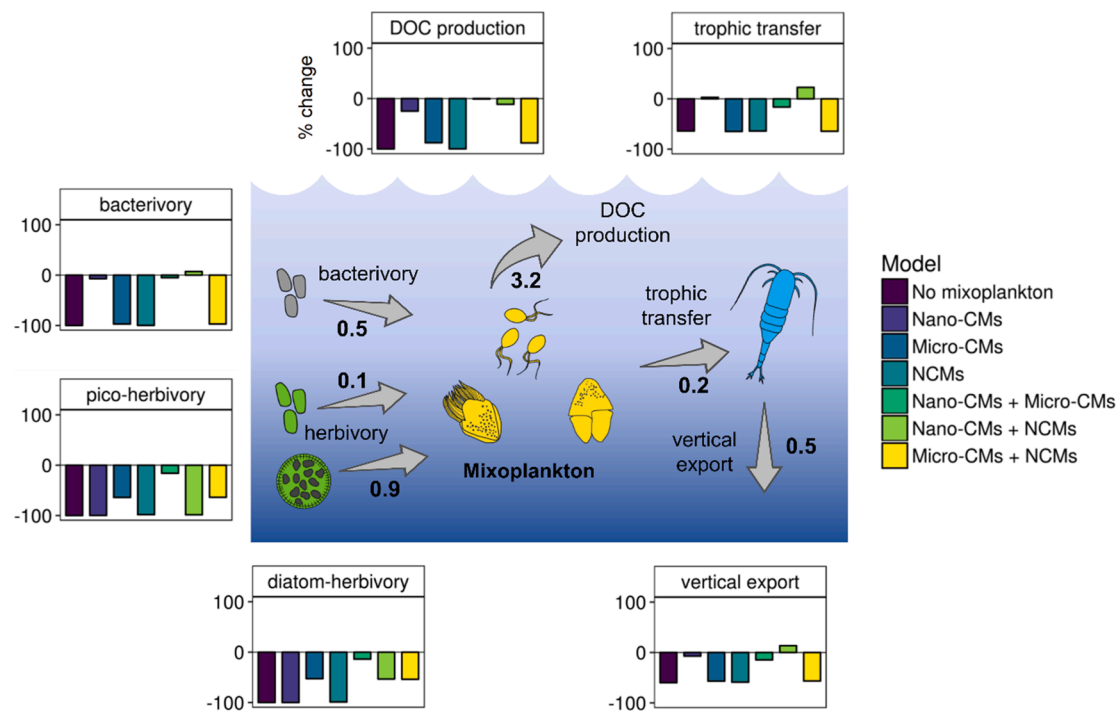 DOC production
100
0
-100
% change
trophic transfer
100
0
-100
bacterivory
100
0
-100
pico-herbivory
100
0
-100
DOC
production
3.2
bacterivory
0.5
trophic
transfer
0.2
0.1
herbivory
0.9
Mixoplankton
vertical
export
0.5
Model
No mixoplankton
Nano-CMs
Micro-CMs
NCMs
Nano-CMs + Micro-CMs
Nano-CMs + NCMs
Micro-CMs + NCMs
diatom-herbivory
100
0
-100
vertical export
100
0
-100